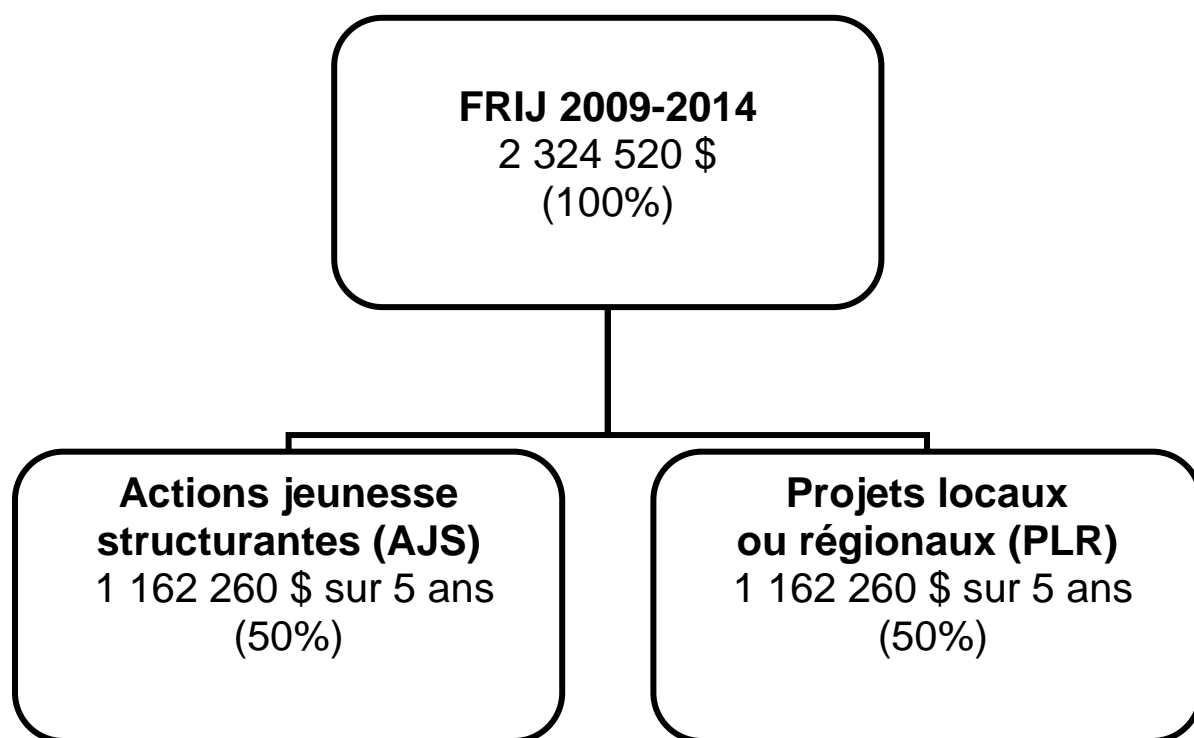 FRIJ 2009-2014
2 324 520 $
(100%)
Actions jeunesse
structurantes (AJS)
1 162 260 $ sur 5 ans
(50%)
Projets locaux
ou régionaux (PLR)
1 162 260 $ sur 5 ans
(50%)